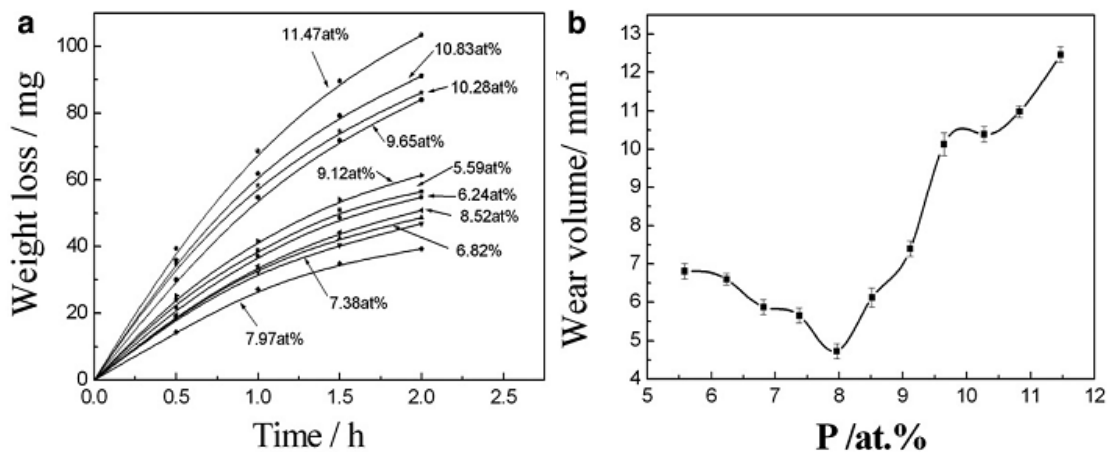 a
Weight loss / mg
100
80
60
40
20
0
0.0 0.5 1.0 1.5 2.0 2.5
Time / h
11.47at%
10.83at%
10.28at%
9.65at%
9.12at%
5.59at%
6.24at%
8.52at%
6.82%
7.38at%
7.97at%
b
Wear volume/ mm³
13
12
11
10
9
8
7
6
5
4
5 6 7 8 9 10 11 12
P /at.%